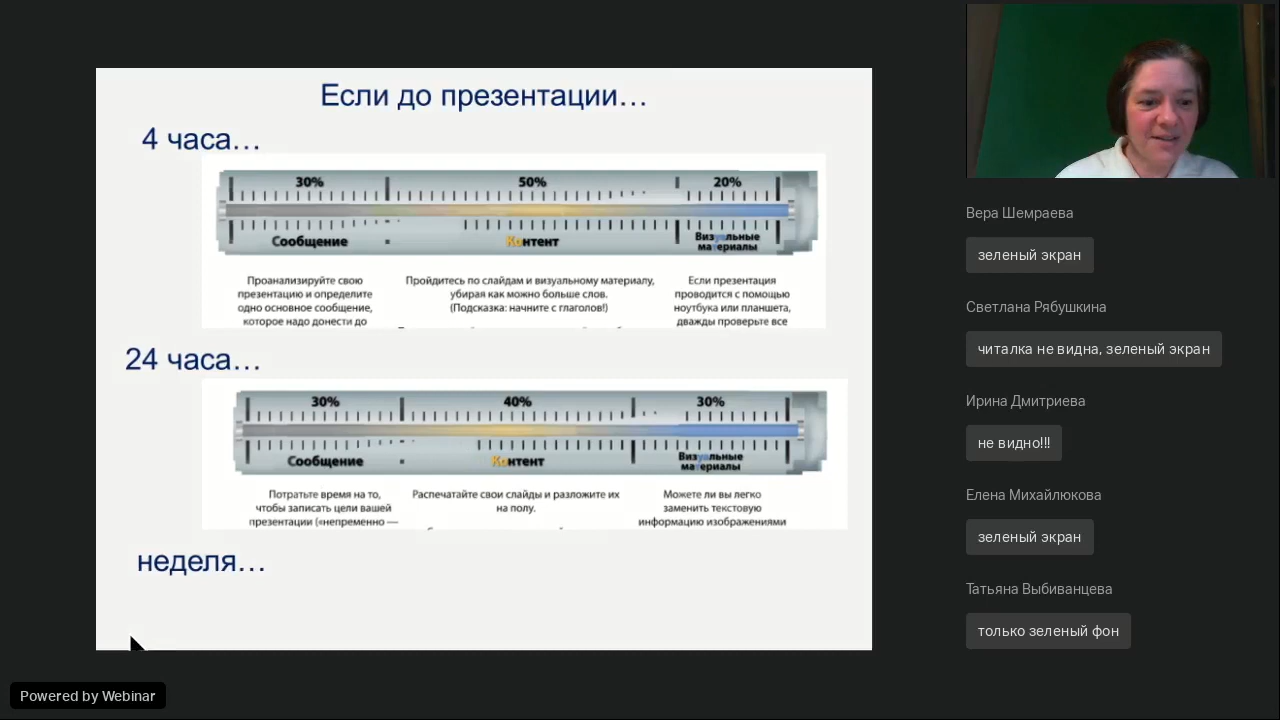 Если до презентации...
4 часа...
30% 50% 20%
Сообщение Контент Визуальные
материалы
Проанализируйте свою
презентацию и определите
одно основное сообщение,
которое надо донести до
Пройдитесь по слайдам и визуальному материалу,
убирая как можно больше слов.
(Подсказка: начните с глаголов!)
Если презентация
проводится с помощью
ноутбука или планшета,
дважды проверьте все
24 часа...
30% 40% 30%
Сообщение Контент Визуальные
материалы
Потратьте время на то,
чтобы записать цели вашей
презентации («непременно —
Распечатайте свои слайды и разложите их
на полу.
Можете ли вы легко
заменить текстовую
информацию изображениями
неделя...
Вера Шемраева
зеленый экран
Светлана Рябушкина
читалка не видна, зеленый экран
Ирина Дмитриева
не видно!!!
Елена Михайлюкова
зеленый экран
Татьяна Выбиванцева
только зеленый фон
Powered by Webinar